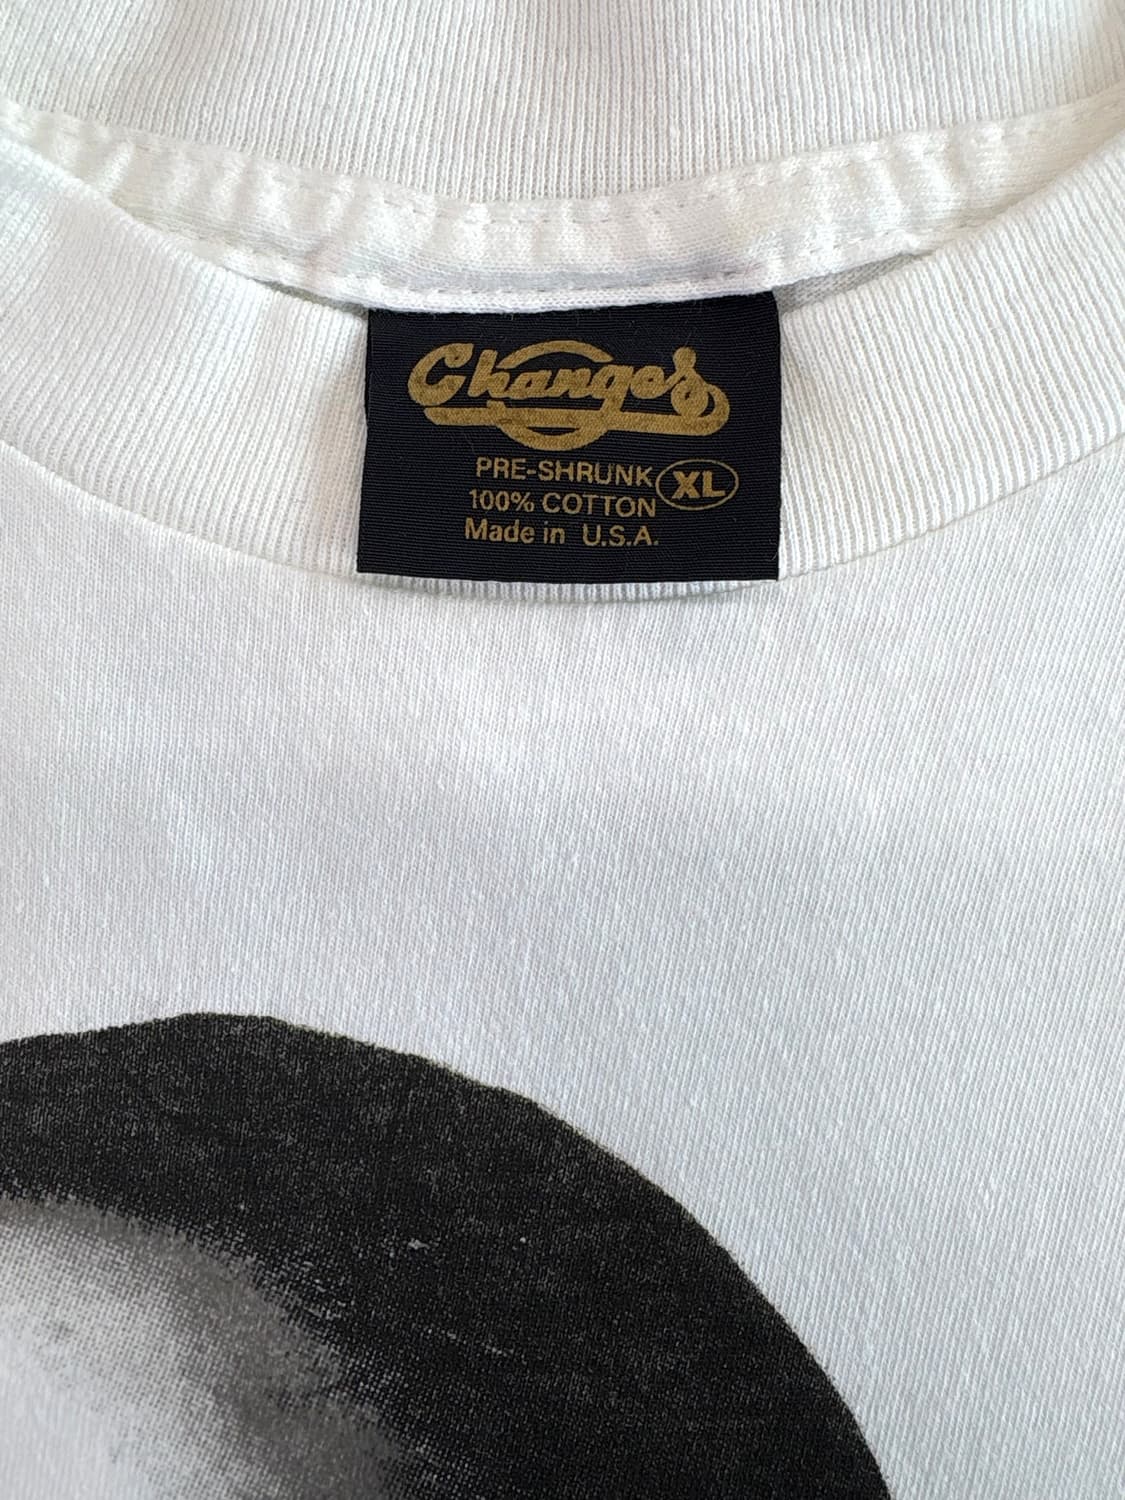 Changes
PRE-SHRUNK
100% COTTON
XL
Made in U.S.A.